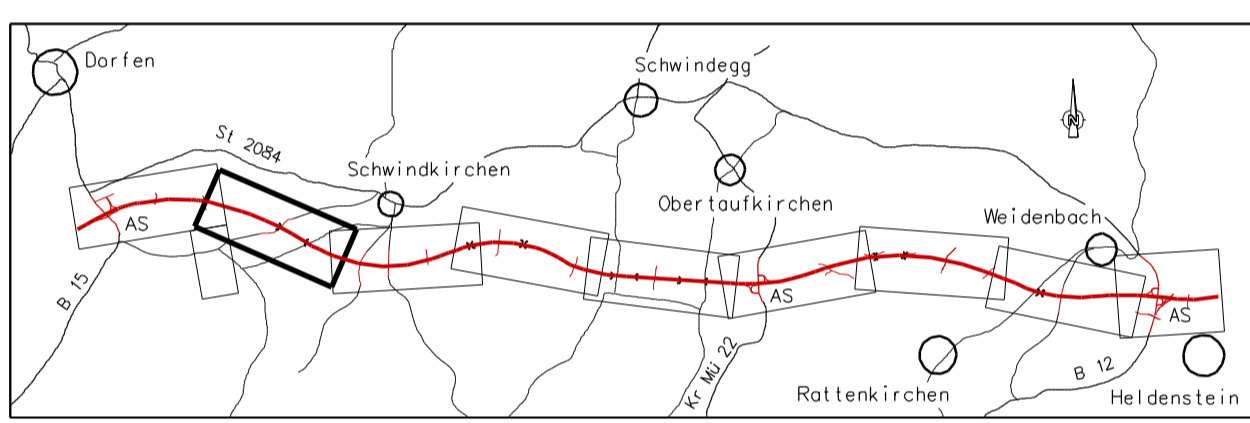 Dorfen
Schwindegg
N
St 2084
Schwindkirchen
Obertaufkirchen
Weidenbach
AS
B 15
AS
AS
Kr Mü 22
B 12
Rattenkirchen
Heldenstein